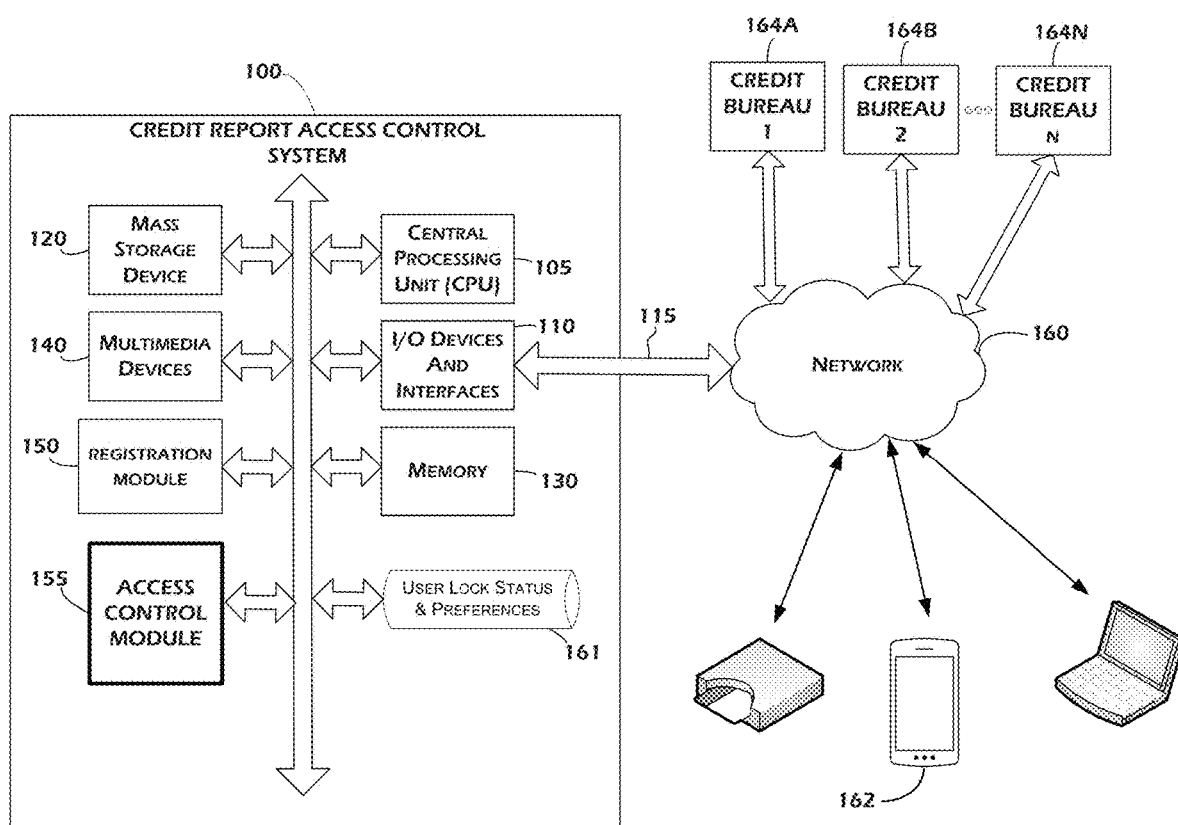 164A
164B
164N
CREDIT
BUREAU
1
CREDIT
BUREAU
2
CREDIT
BUREAU
N
100
CREDIT REPORT ACCESS CONTROL
SYSTEM
120
MASS
STORAGE
DEVICE
CENTRAL
PROCESSING
UNIT (CPU)
105
140
MULTIMEDIA
DEVICES
110
I/O DEVICES
AND
INTERFACES
115
NETWORK
160
150
REGISTRATION
MODULE
MEMORY
130
155
ACCESS
CONTROL
MODULE
USER LOCK STATUS
& PREFERENCES
161
162